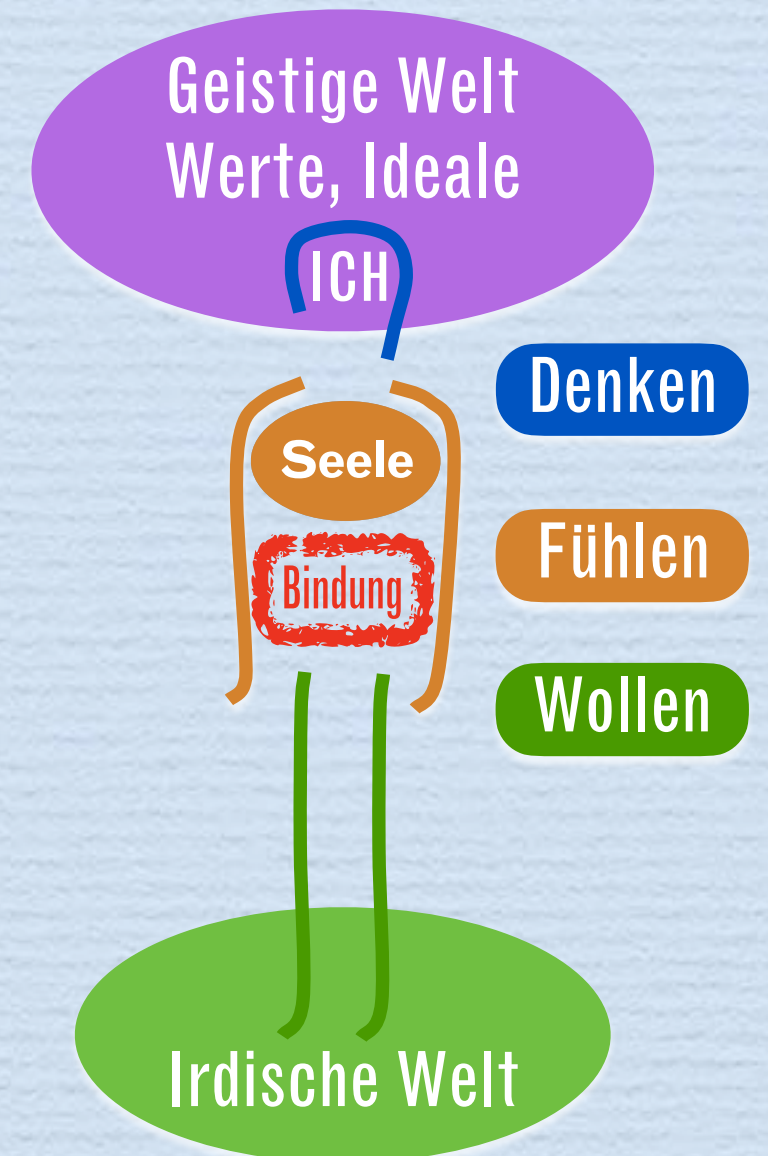 Geistige Welt
Werte, Ideale
ICH
Denken
Seele
Fühlen
Bindung
Wollen
Irdische Welt